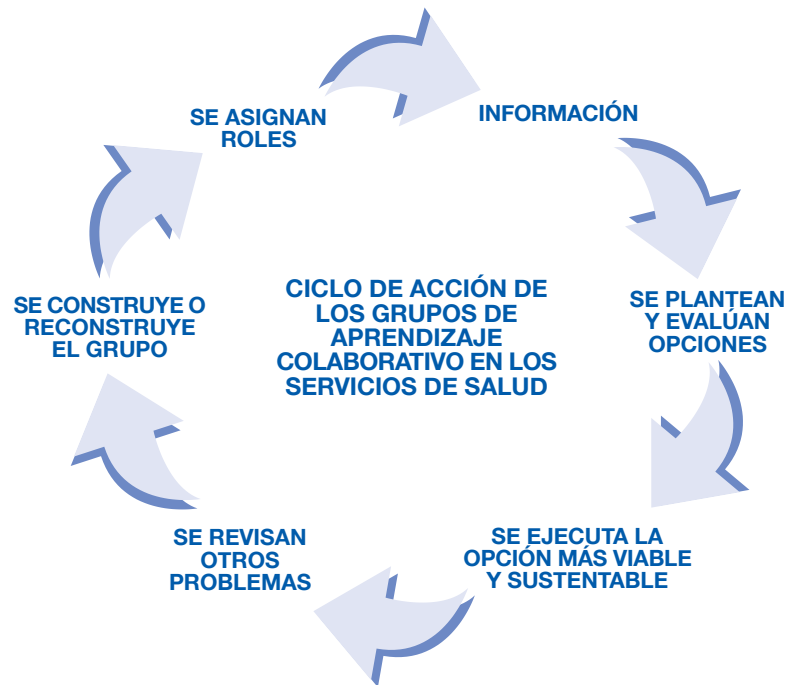 SE ASIGNAN
ROLES
INFORMACIÓN
SE PLANTEAN
Y EVALÚAN
OPCIONES
SE EJECUTA LA
OPCIÓN MÁS VIABLE
Y SUSTENTABLE
SE REVISAN
OTROS
PROBLEMAS
SE CONSTRUYE O
RECONSTRUYE
EL GRUPO
CICLO DE ACCIÓN DE
LOS GRUPOS DE
APRENDIZAJE
COLABORATIVO EN LOS
SERVICIOS DE SALUD